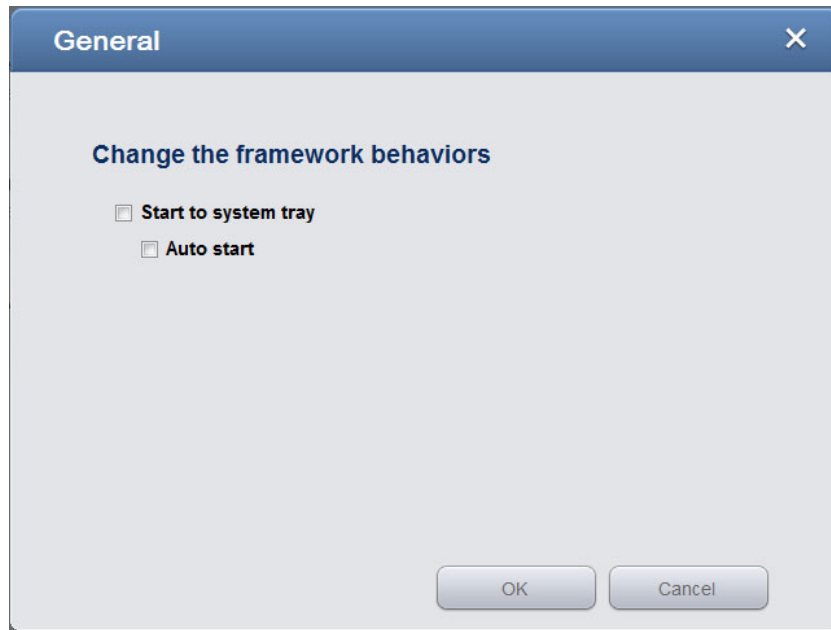 General
Change the framework behaviors
Start to system tray
Auto start
OK Cancel